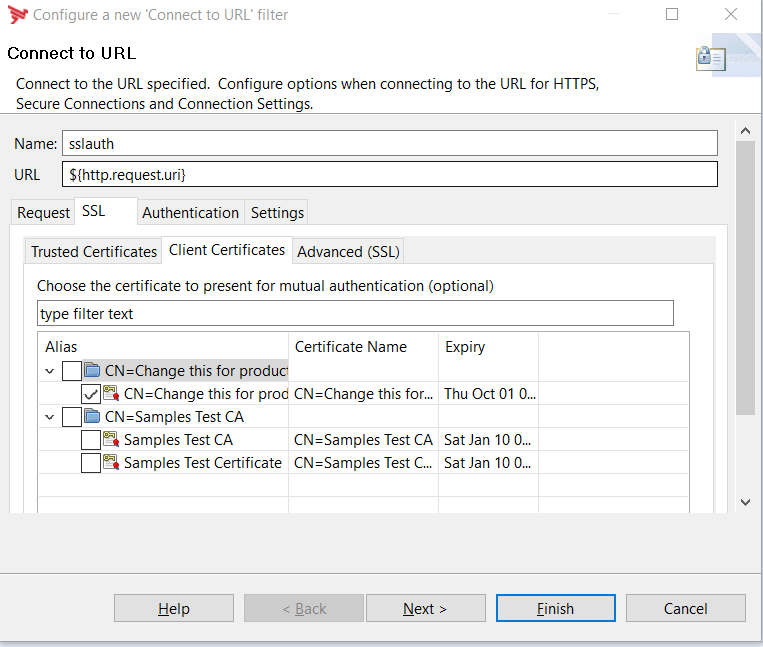 Configure a new 'Connect to URL' filter
Connect to URL
Connect to the URL specified.  Configure options when connecting to the URL for HTTPS,
Secure Connections and Connection Settings.
Name: sslauth
URL ${http.request.uri}
Request SSL Authentication Settings
Trusted Certificates Client Certificates Advanced (SSL)
Choose the certificate to present for mutual authentication (optional)
type filter text
Alias Certificate Name Expiry
CN=Change this for product
CN=Change this for prod CN=Change this for... Thu Oct 01 0...
CN=Samples Test CA
Samples Test CA CN=Samples Test CA Sat Jan 10 0...
Samples Test Certificate CN=Samples Test C... Sat Jan 10 0...
Help < Back Next > Finish Cancel